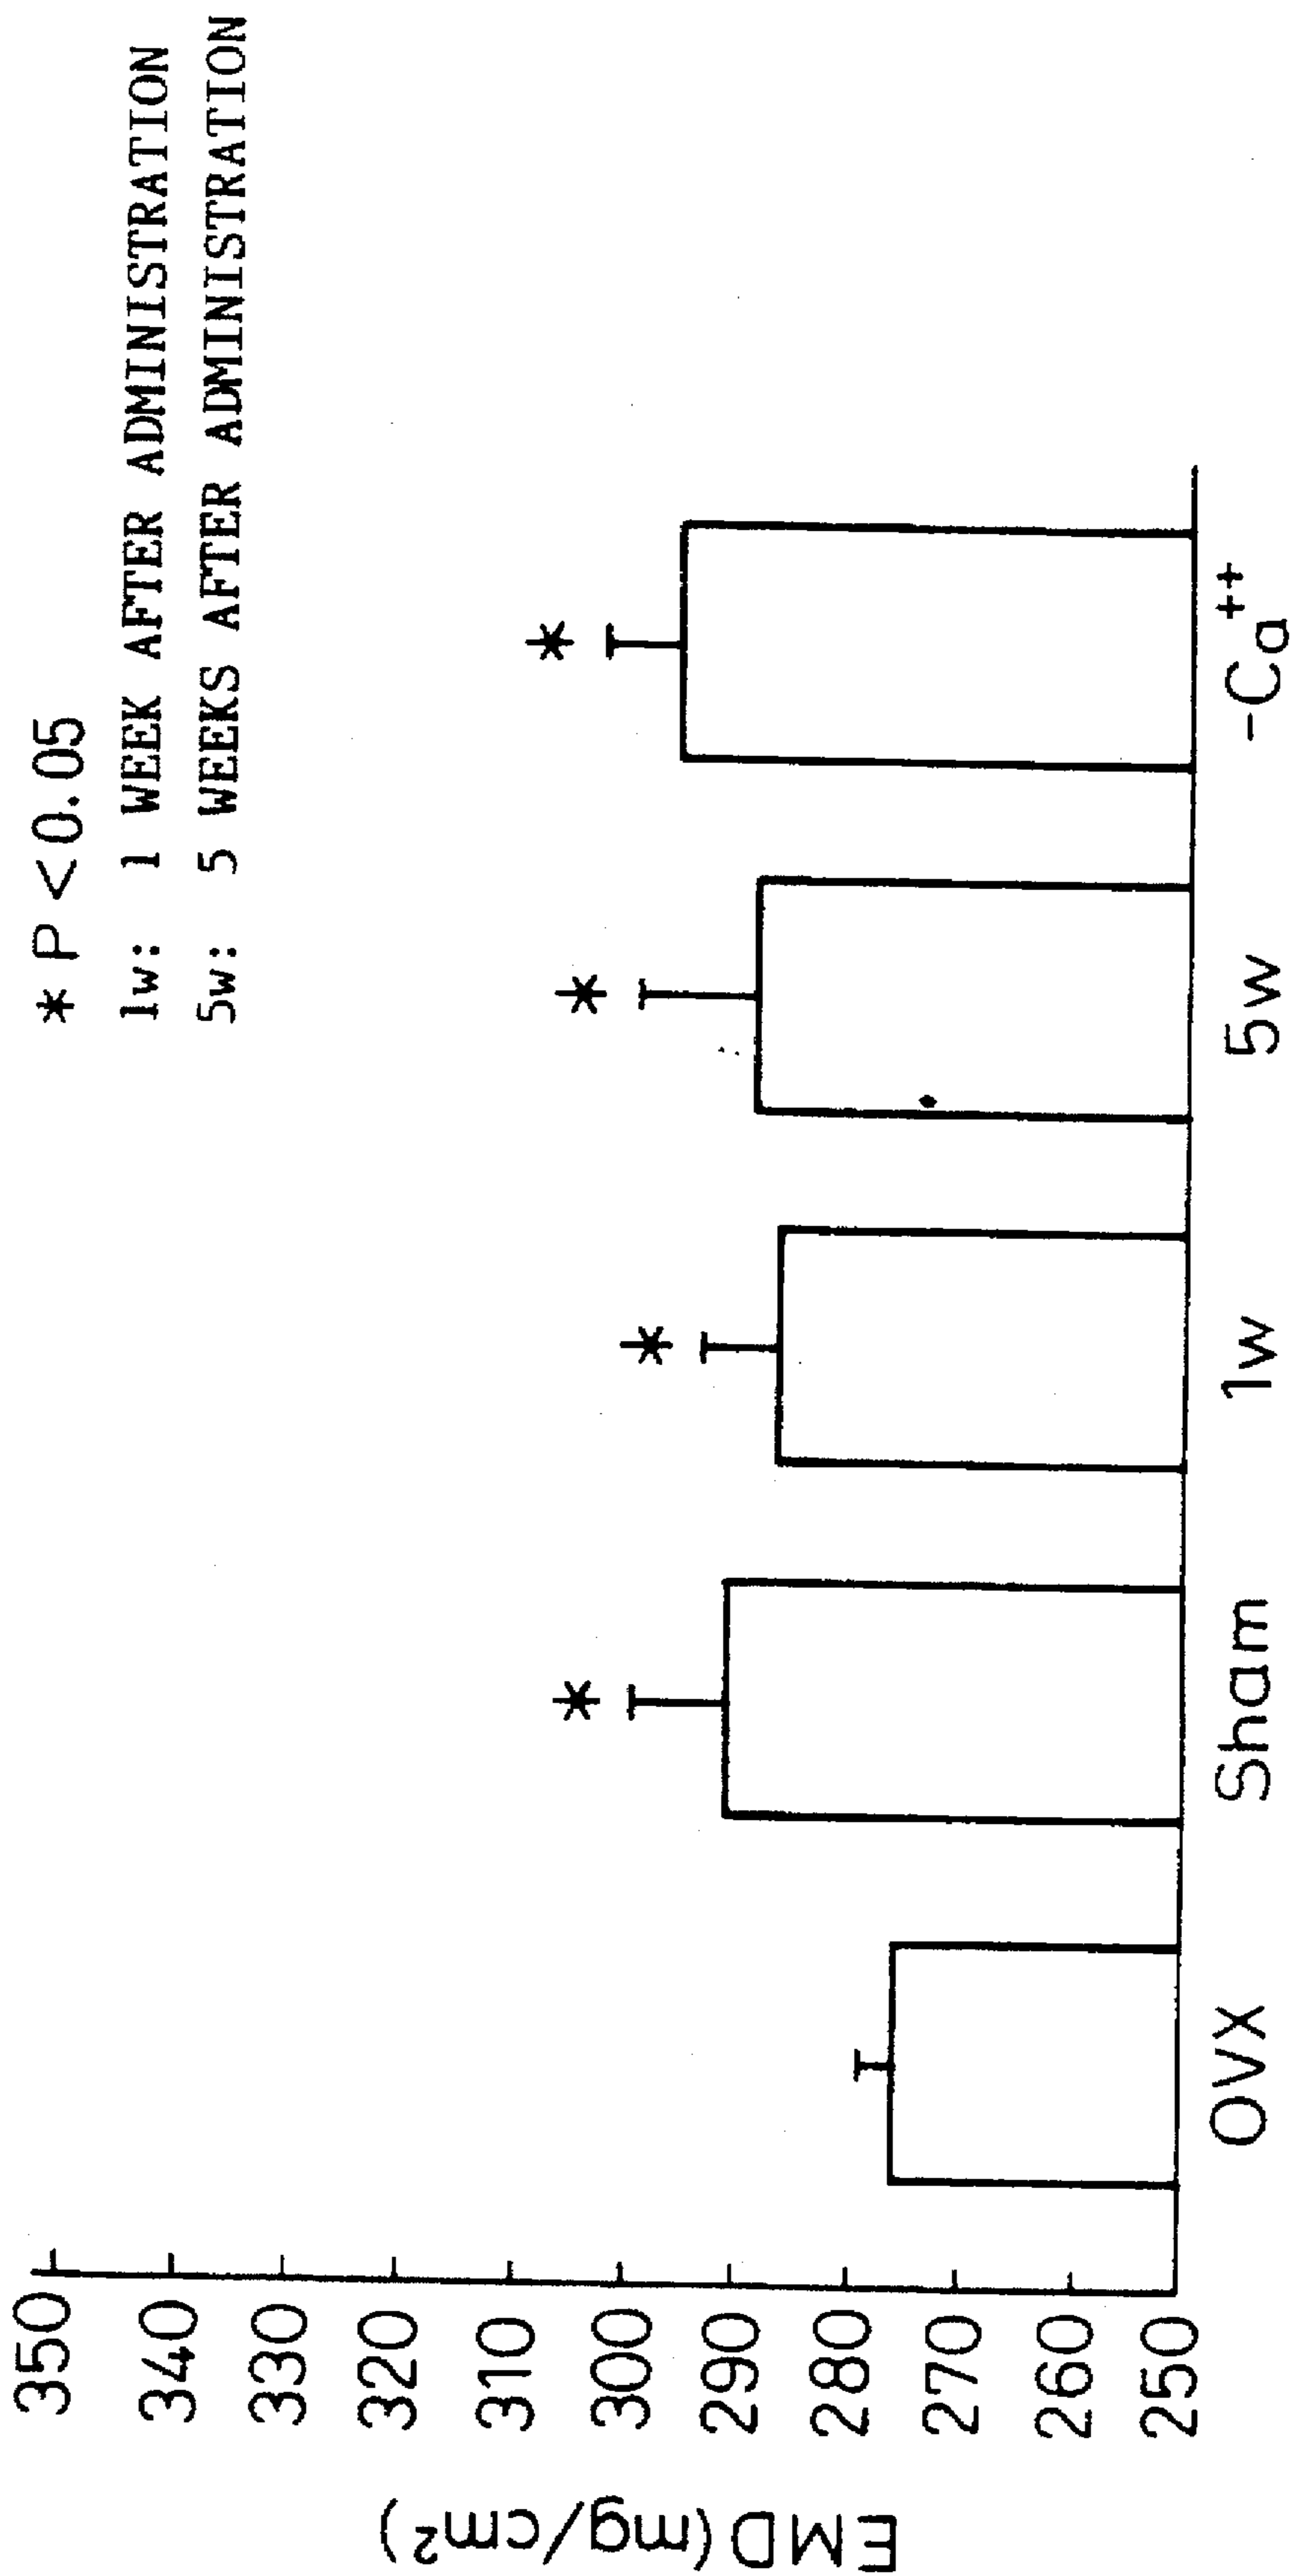 * P < 0.05
1w: 1 WEEK AFTER ADMINISTRATION
5w: 5 WEEKS AFTER ADMINISTRATION
EMD (mg/cm²)
350
340
330
320
310
300
290
280
270
260
250
*
*
*
*
OVX
Sham
1w
5w
-Ca⁺⁺